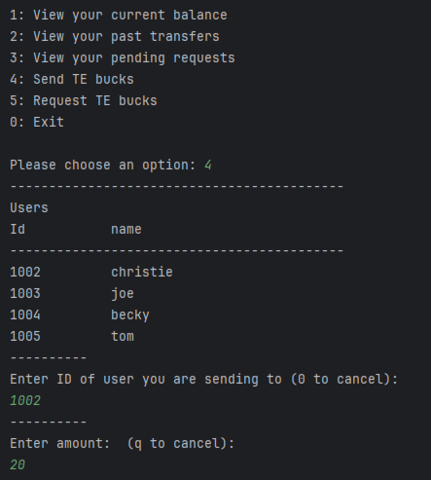 1: View your current balance
2: View your past transfers
3: View your pending requests
4: Send TE bucks
5: Request TE bucks
0: Exit
Please choose an option: 4
-------------------------------------------
Users
Id name
-------------------------------------------
1002 christie
1003 joe
1004 becky
1005 tom
----------
Enter ID of user you are sending to (0 to cancel):
1002
----------
Enter amount:  (q to cancel):
20